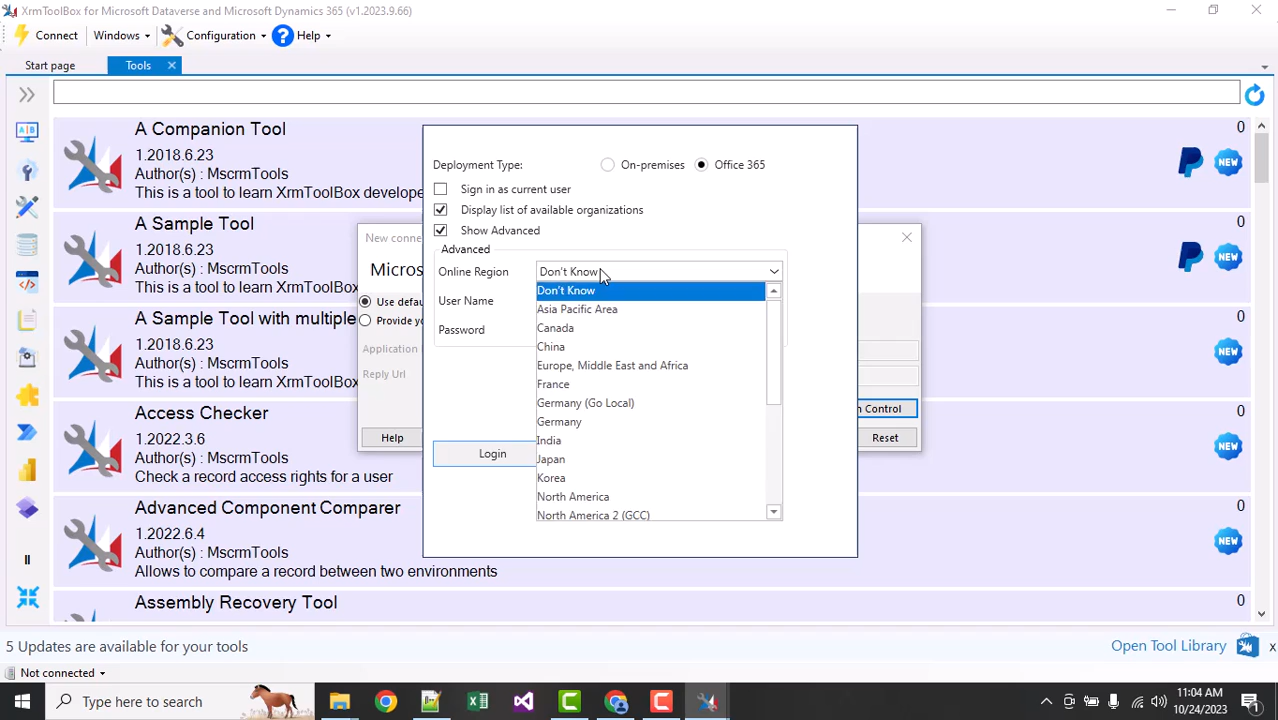 XrmToolBox for Microsoft Dataverse and Microsoft Dynamics 365 (v1.2023.9.66)
Connect Windows Configuration Help
Start page Tools
A Companion Tool 0
1.2018.6.23
Author(s) : MscrmTools NEW
This is a tool to learn XrmToolBox develope
A Sample Tool 0
1.2018.6.23
Author(s) : MscrmTools NEW
This is a tool to learn XrmToolBox
A Sample Tool with multiple 0
1.2018.6.23
Author(s) : MscrmTools NEW
This is a tool to learn XrmToolBox
Access Checker 0
1.2022.3.6
Author(s) : MscrmTools NEW
Check a record access rights for a user
Advanced Component Comparer 0
1.2022.6.4
Author(s) : MscrmTools NEW
Allows to compare a record between two environments
Assembly Recovery Tool 0
New conne
Micros
Use defau
Provide yo
Application
Reply Url
Help
n Control
Reset
Deployment Type: On-premises Office 365
Sign in as current user
Display list of available organizations
Show Advanced
Advanced
Online Region Don't Know
User Name
Password
Don't Know
Asia Pacific Area
Canada
China
Europe, Middle East and Africa
France
Germany (Go Local)
Germany
India
Japan
Korea
North America
North America 2 (GCC)
Login
5 Updates are available for your tools Open Tool Library x
Not connected
Type here to search
11:04 AM
10/24/2023
1